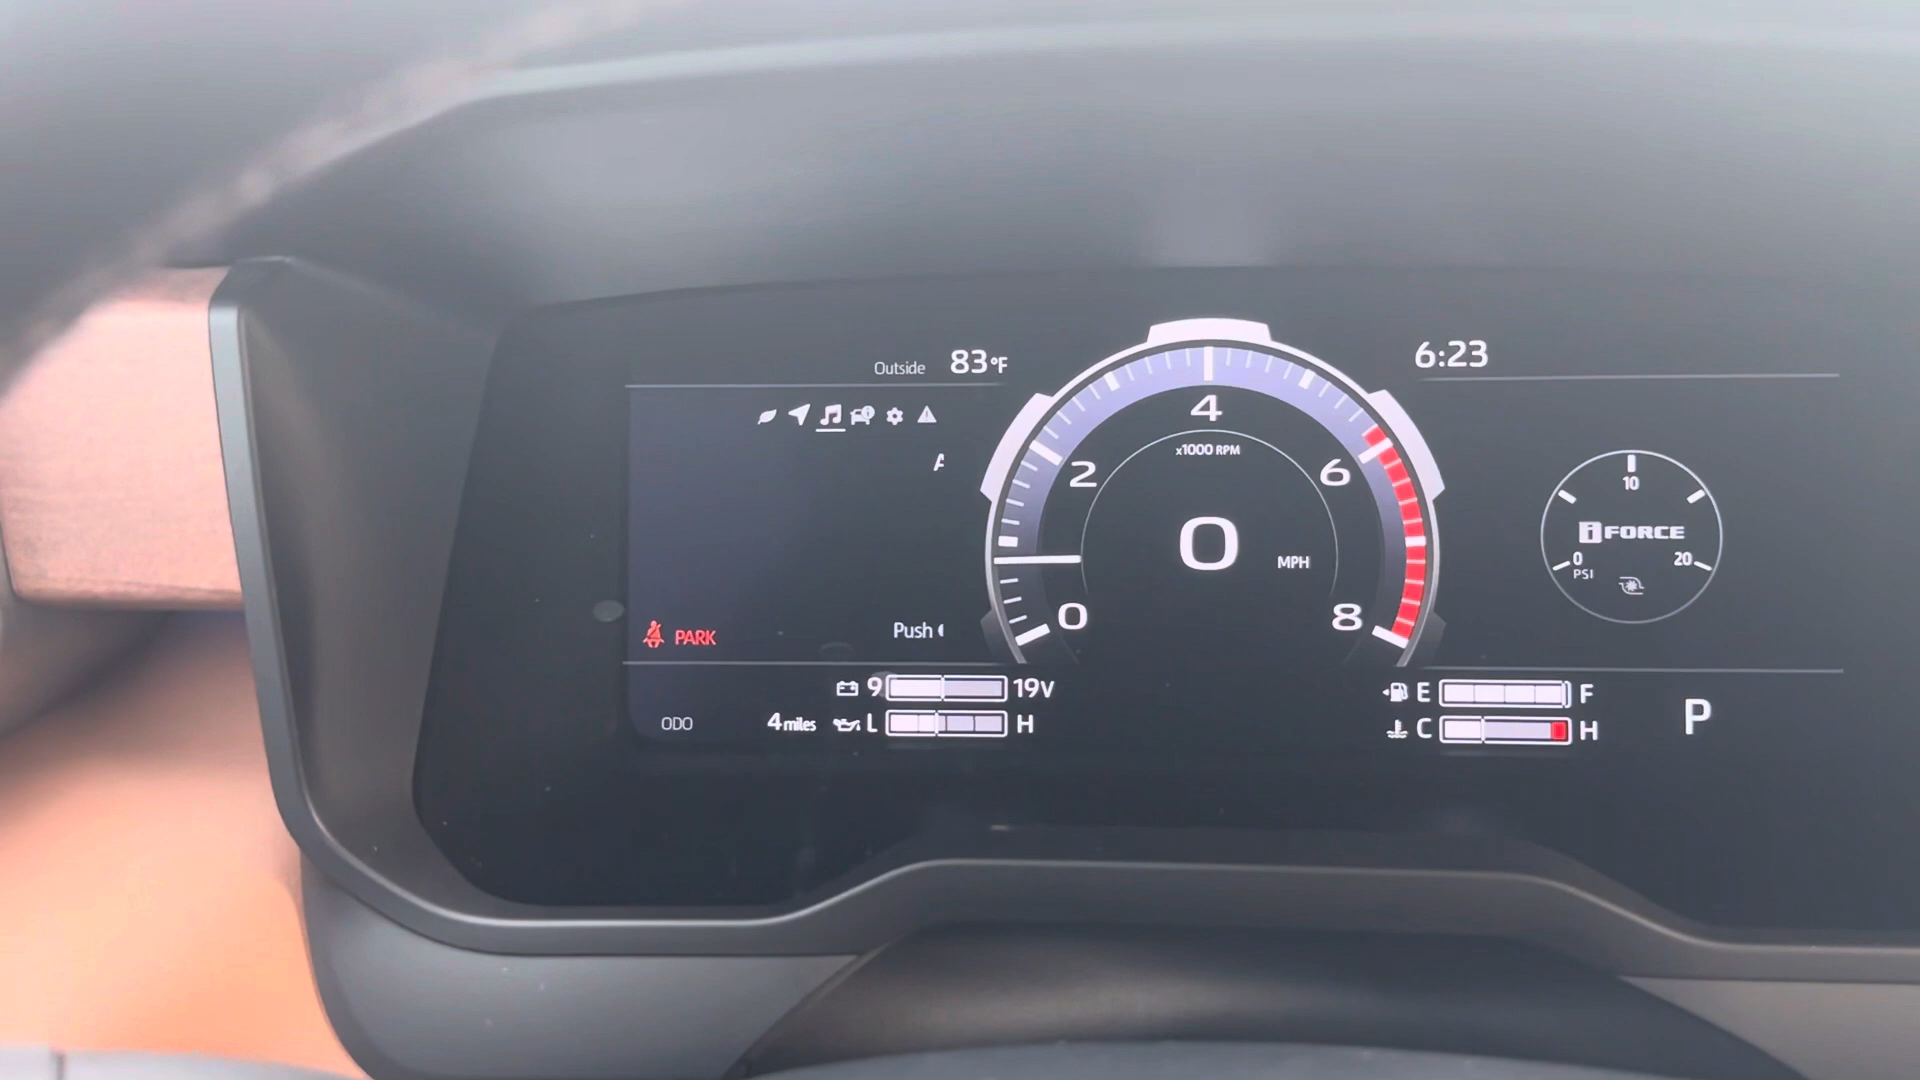 Outside 83°F
6:23
A
4
x1000 RPM
2
6
10
0
MPH
iFORCE
0
20
PSI
0
8
PARK
Push
9
19V
E
F
P
ODO
4 miles
L
H
C
H